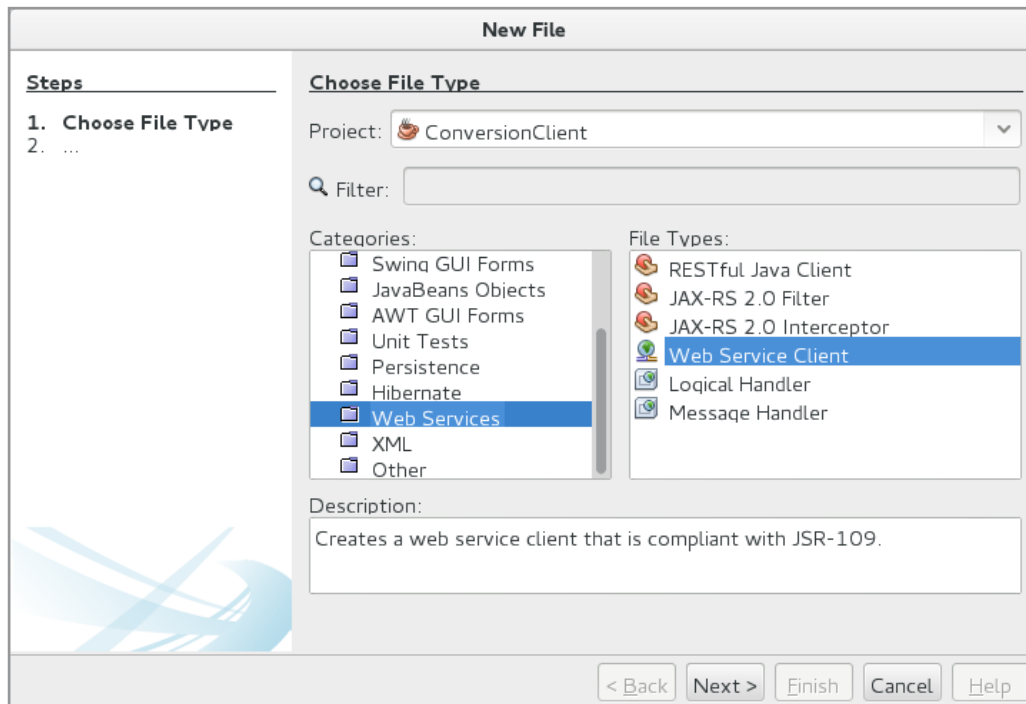 New File
Steps
1. Choose File Type
2. ...
Choose File Type
Project: ConversionClient
Filter:
Categories:
Swing GUI Forms
JavaBeans Objects
AWT GUI Forms
Unit Tests
Persistence
Hibernate
Web Services
XML
Other
File Types:
RESTful Java Client
JAX-RS 2.0 Filter
JAX-RS 2.0 Interceptor
Web Service Client
Logical Handler
Message Handler
Description:
Creates a web service client that is compliant with JSR-109.
< Back Next > Finish Cancel Help